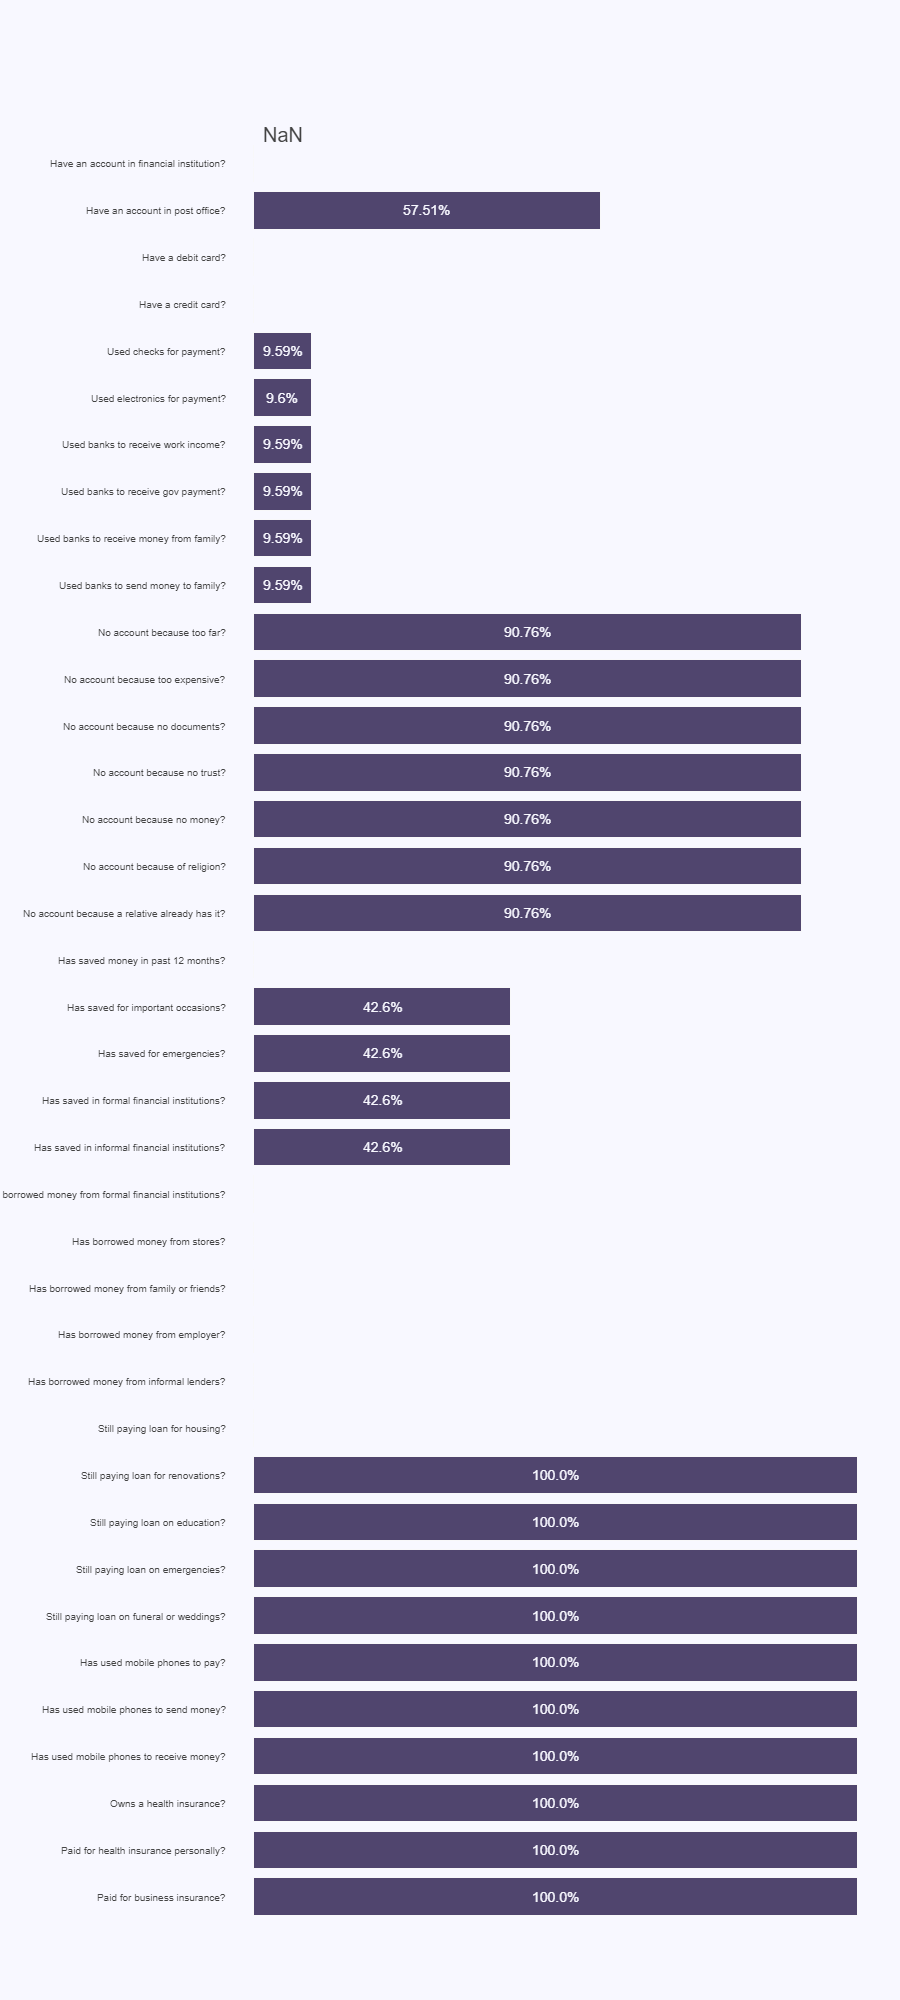 NaN
Have an account in financial institution?
Have an account in post office? 57.51%
Have a debit card?
Have a credit card?
Used checks for payment? 9.59%
Used electronics for payment? 9.6%
Used banks to receive work income? 9.59%
Used banks to receive gov payment? 9.59%
Used banks to receive money from family? 9.59%
Used banks to send money to family? 9.59%
No account because too far? 90.76%
No account because too expensive? 90.76%
No account because no documents? 90.76%
No account because no trust? 90.76%
No account because no money? 90.76%
No account because of religion? 90.76%
No account because a relative already has it? 90.76%
Has saved money in past 12 months?
Has saved for important occasions? 42.6%
Has saved for emergencies? 42.6%
Has saved in formal financial institutions? 42.6%
Has saved in informal financial institutions? 42.6%
borrowed money from formal financial institutions?
Has borrowed money from stores?
Has borrowed money from family or friends?
Has borrowed money from employer?
Has borrowed money from informal lenders?
Still paying loan for housing?
Still paying loan for renovations? 100.0%
Still paying loan on education? 100.0%
Still paying loan on emergencies? 100.0%
Still paying loan on funeral or weddings? 100.0%
Has used mobile phones to pay? 100.0%
Has used mobile phones to send money? 100.0%
Has used mobile phones to receive money? 100.0%
Owns a health insurance? 100.0%
Paid for health insurance personally? 100.0%
Paid for business insurance? 100.0%